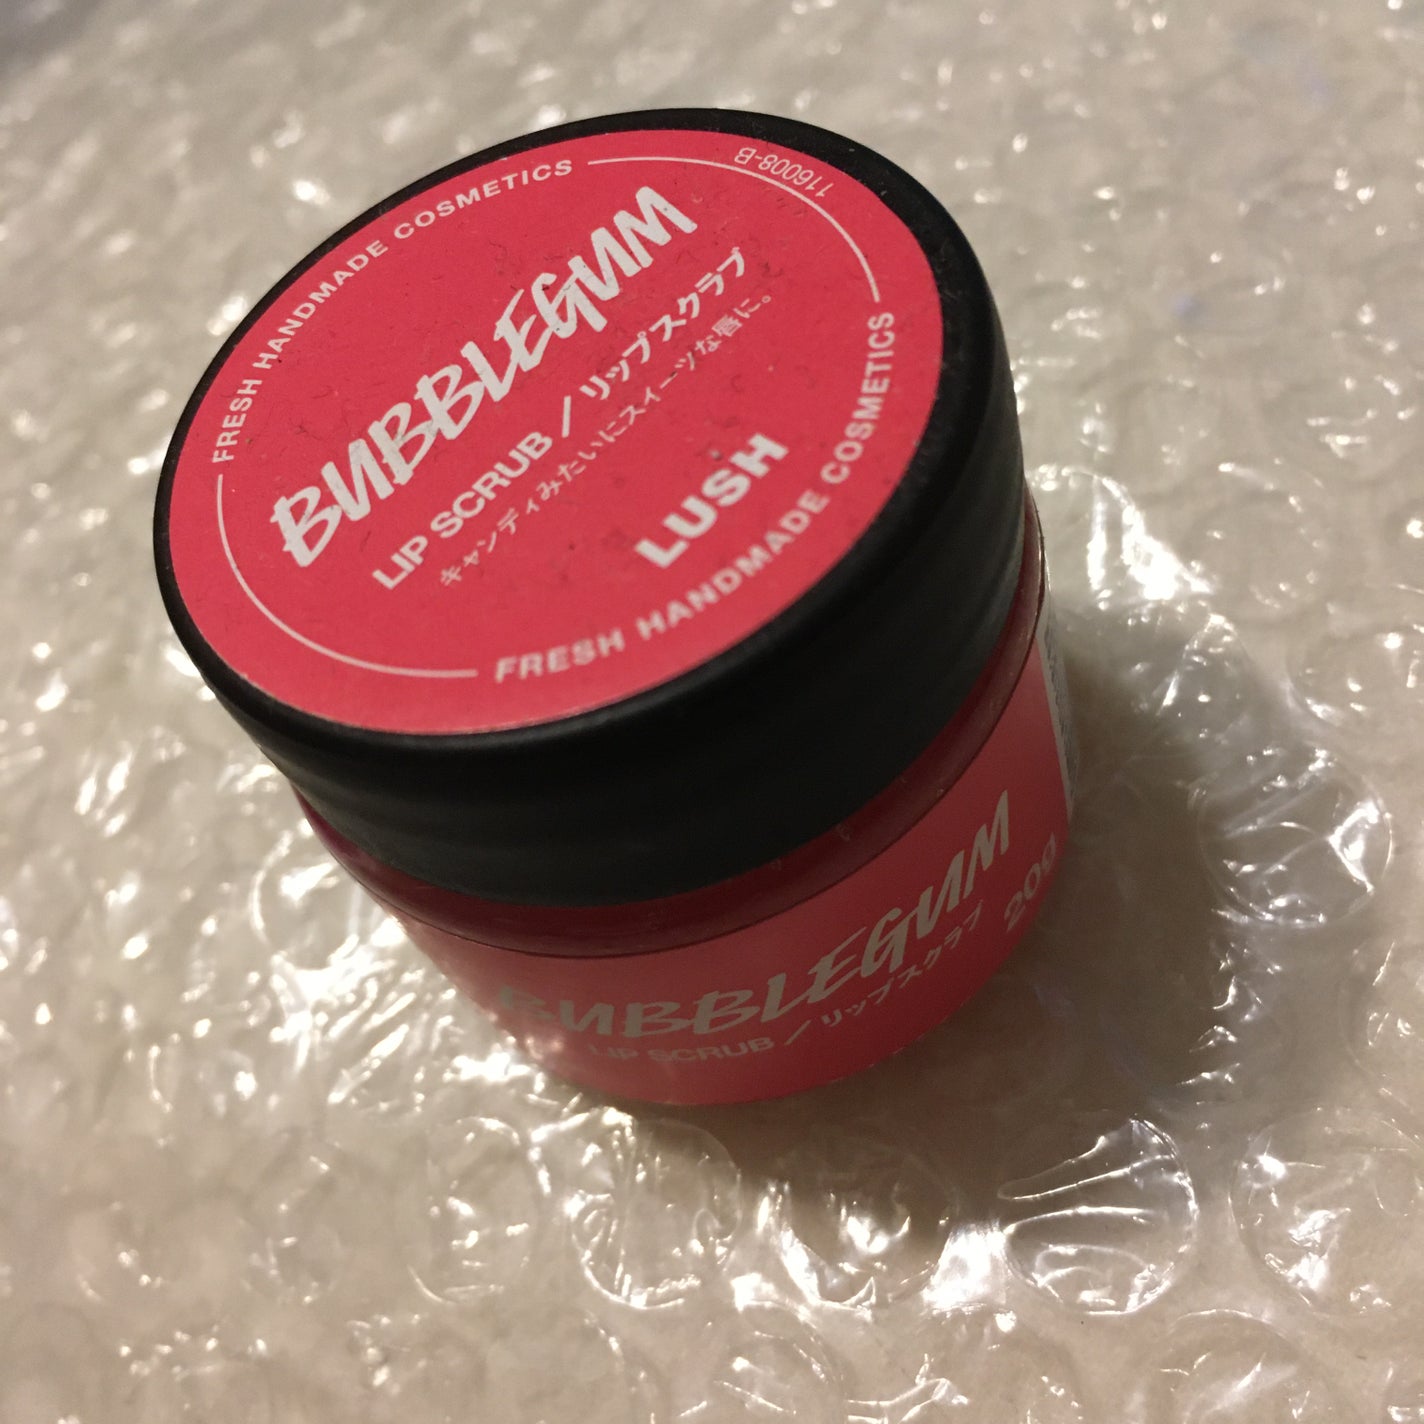 FRESH HANDMADE COSMETICS
116008-B
BUBBLEGUM
LIP SCRUB / リップスクラブ
キャンディみたいにスイーツな唇に。
LUSH
FRESH HANDMADE COSMETICS
BUBBLEGUM
LIP SCRUB / リップスクラブ
20g